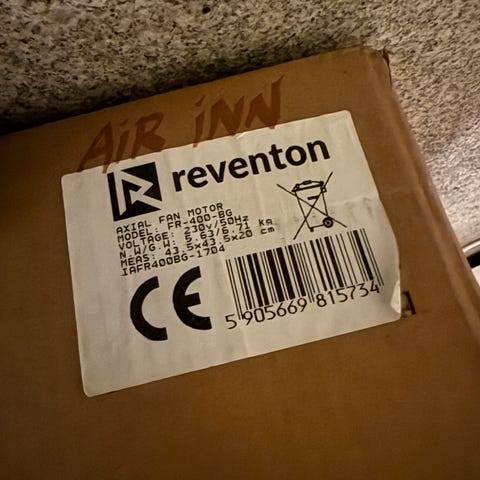 AIR INN
reventon
AXIAL FAN MOTOR
MODEL: FR-400-BG
VOLTAGE: 230v/50Hz
N.W/G.W: 5.63/6.71 kg
MEAS: 43.5x43.5x20 cm
IAFR400BG-1704
CE
5 905669 815734